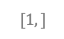 [1, ]